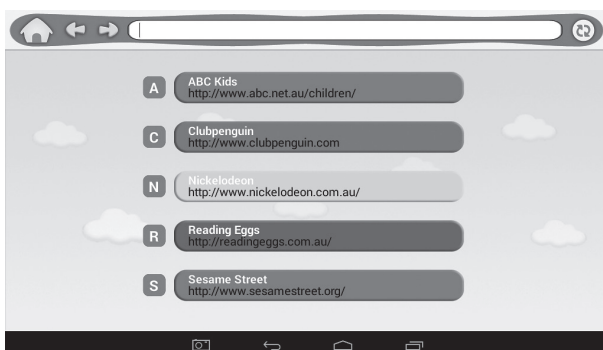 A
ABC Kids
http://www.abc.net.au/children/
C
Clubpenguin
http://www.clubpenguin.com
N
Nickelodeon
http://www.nickelodeon.com.au/
R
Reading Eggs
http://readingeggs.com.au/
S
Sesame Street
http://www.sesamestreet.org/